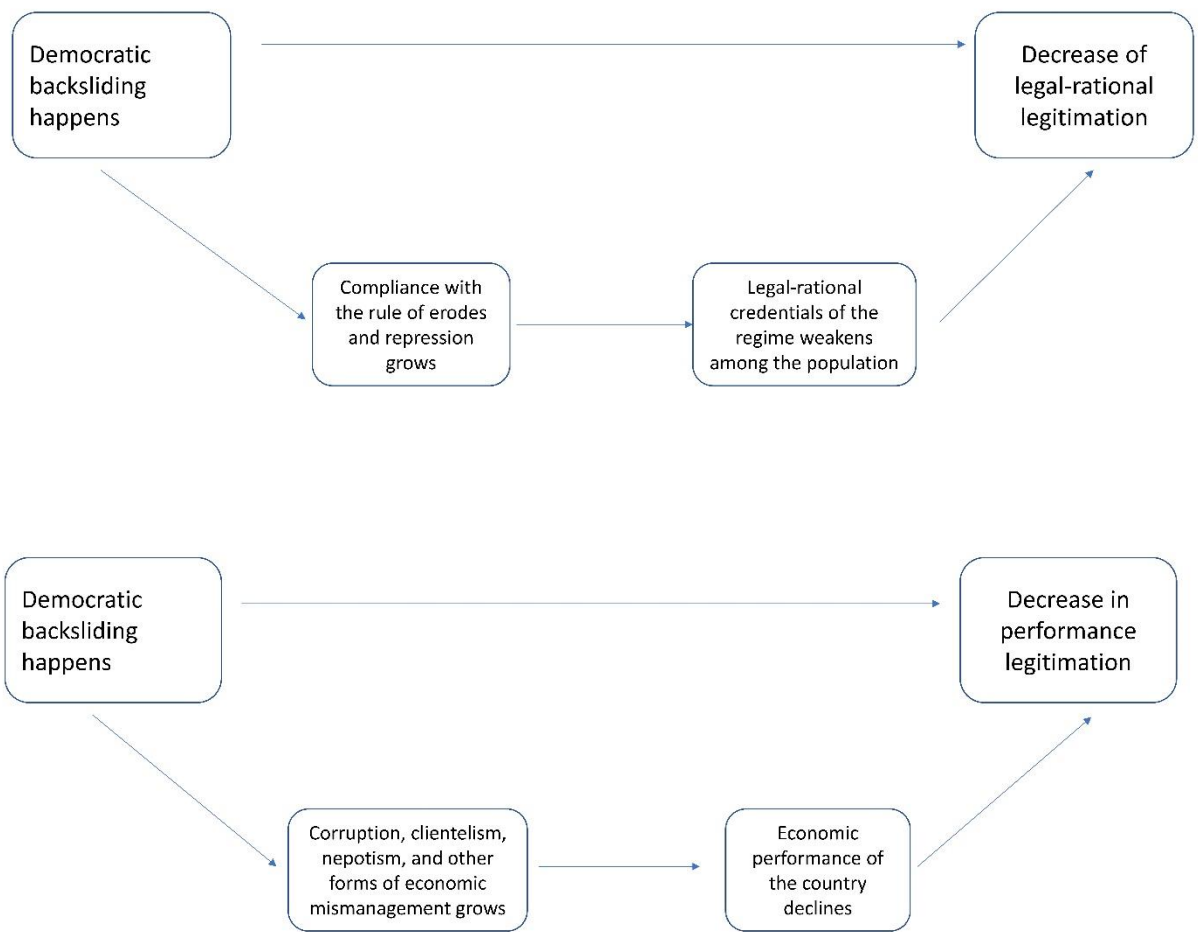 Democratic
backsliding
happens
Decrease of
legal-rational
legitimation
Compliance with
the rule of erodes
and repression
grows
Legal-rational
credentials of the
regime weakens
among the population
Democratic
backsliding
happens
Decrease in
performance
legitimation
Corruption, clientelism,
nepotism, and other
forms of economic
mismanagement grows
Economic
performance of
the country
declines